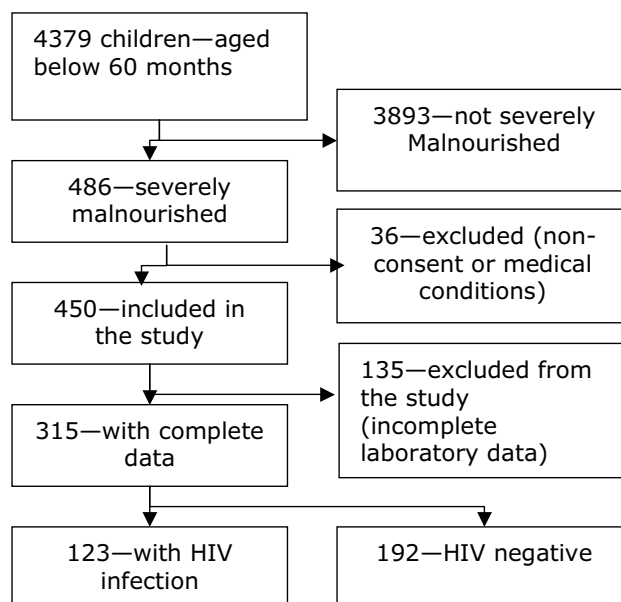 4379 children—aged
below 60 months
3893—not severely
Malnourished
486—severely
malnourished
36—excluded (non-
consent or medical
conditions)
450—included in
the study
135—excluded from
the study
(incomplete
laboratory data)
315—with complete
data
123—with HIV
infection
192—HIV negative